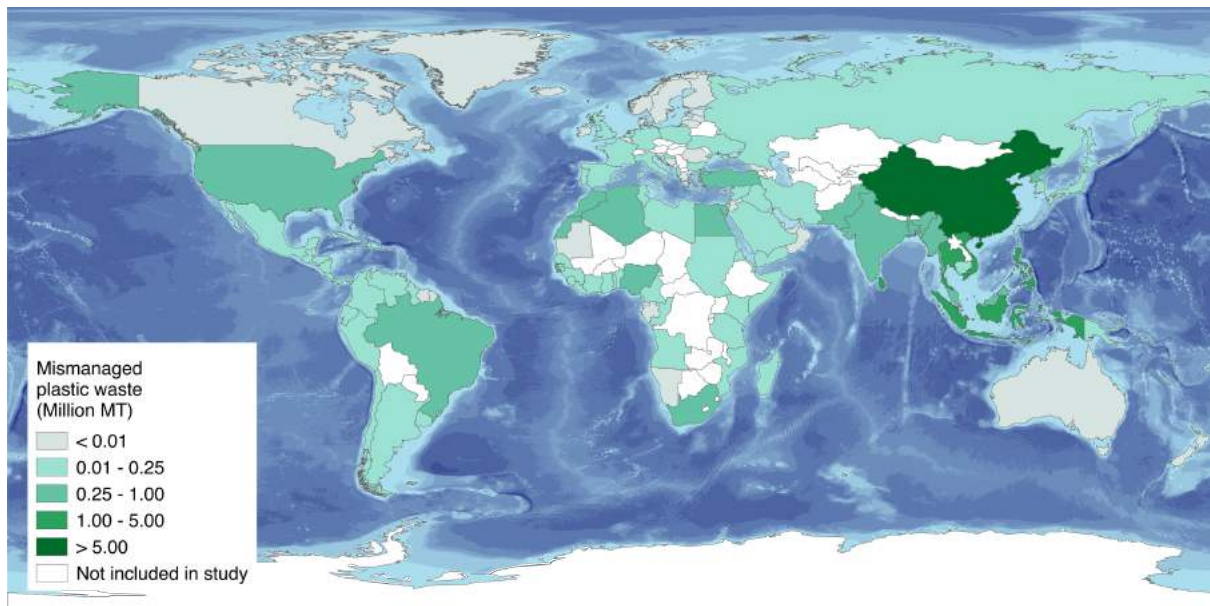 Mismanaged
plastic waste
(Million MT)
< 0.01
0.01 - 0.25
0.25 - 1.00
1.00 - 5.00
> 5.00
Not included in study